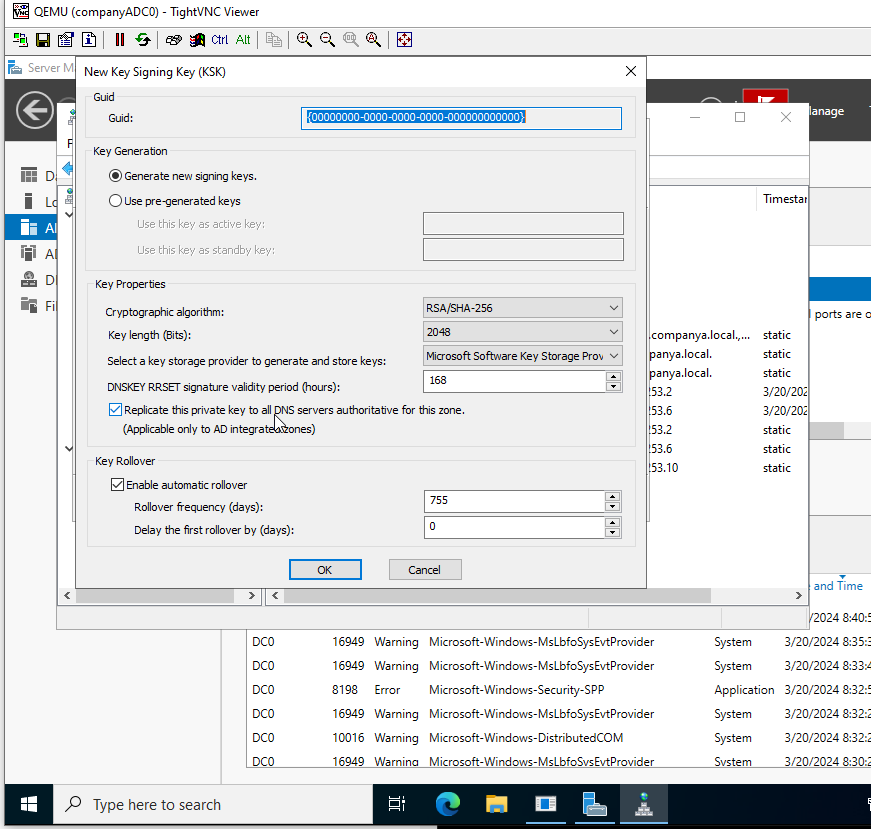 QEMU (companyADC0) - TightVNC Viewer
Ctrl Alt
Server Ma
New Key Signing Key (KSK)
Guid
Guid: {00000000-0000-0000-0000-000000000000}
Key Generation
Generate new signing keys.
Use pre-generated keys
Use this key as active key:
Use this key as standby key:
Key Properties
Cryptographic algorithm: RSA/SHA-256
Key length (Bits): 2048
Select a key storage provider to generate and store keys: Microsoft Software Key Storage Prov
DNSKEY RRSET signature validity period (hours): 168
Replicate this private key to all DNS servers authoritative for this zone.
(Applicable only to AD integrated zones)
Key Rollover
Enable automatic rollover
Rollover frequency (days): 755
Delay the first rollover by (days): 0
OK Cancel
Manage
Timestar
ports are o
.companya.local.,... static
panya.local. static
panya.local. static
253.2 3/20/202
253.6 3/20/202
253.2 static
253.6 static
253.10 static
and Time
/2024 8:40:5
DC0 16949 Warning Microsoft-Windows-MsLbfoSysEvtProvider System 3/20/2024 8:35:3
DC0 16949 Warning Microsoft-Windows-MsLbfoSysEvtProvider System 3/20/2024 8:33:4
DC0 8198 Error Microsoft-Windows-Security-SPP Application 3/20/2024 8:32:5
DC0 16949 Warning Microsoft-Windows-MsLbfoSysEvtProvider System 3/20/2024 8:32:2
DC0 10016 Warning Microsoft-Windows-DistributedCOM System 3/20/2024 8:32:2
DC0 16949 Warning Microsoft-Windows-MsLbfoSysEvtProvider System 3/20/2024 8:30:2
Type here to search